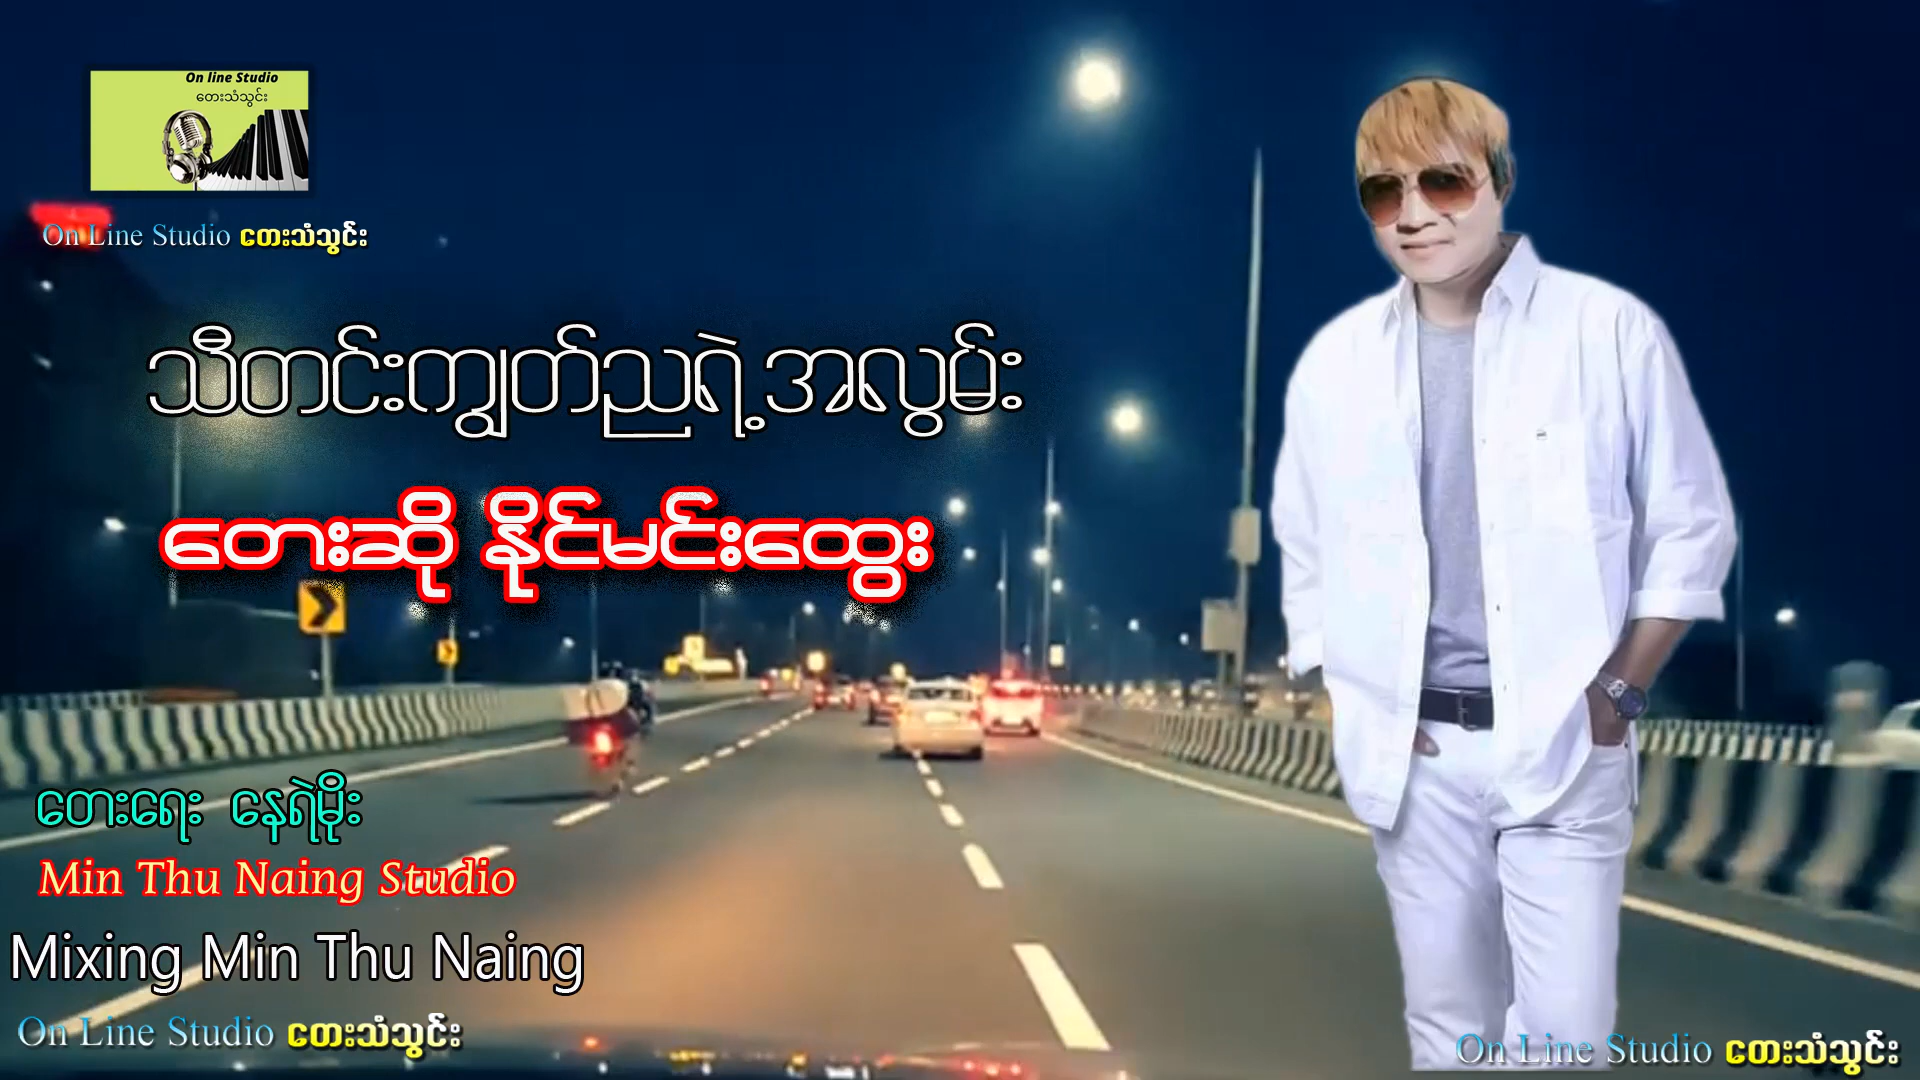 On line Studio
တေးသံသွင်း
On Line Studio တေးသံသွင်း
သီတင်းကျွတ်ညရဲ့အလွမ်း
တေးဆို နိုင်မင်းထွေး
တေးရေး နေရဲမိုး
Min Thu Naing Studio
Mixing Min Thu Naing
On Line Studio တေးသံသွင်း
On Line Studio တေးသံသွင်း